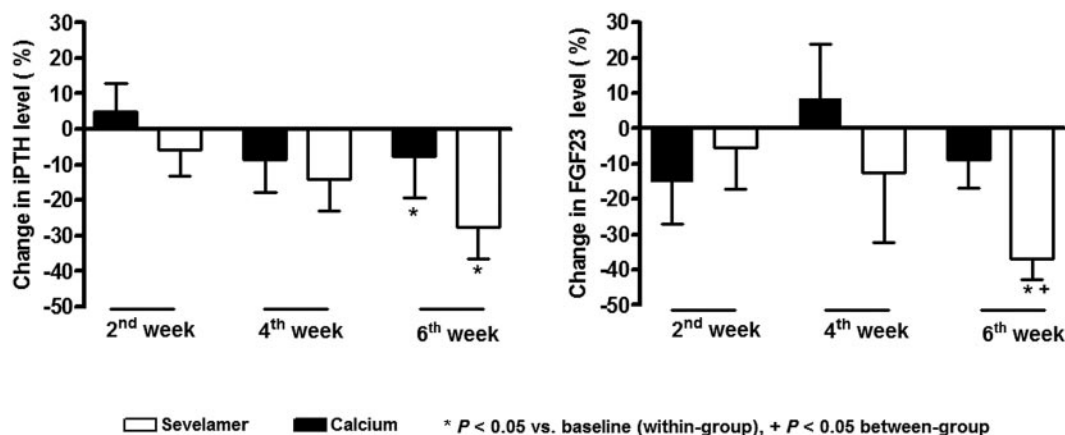 Change in iPTH level ( %)
30
20
10
0
-10
-20
-30
-40
-50
*
*
2nd week
4th week
6th week
Change in FGF23 level ( %)
30
20
10
0
-10
-20
-30
-40
-50
* +
2nd week
4th week
6th week
Sevelamer
Calcium
* P < 0.05 vs. baseline (within-group), + P < 0.05 between-group